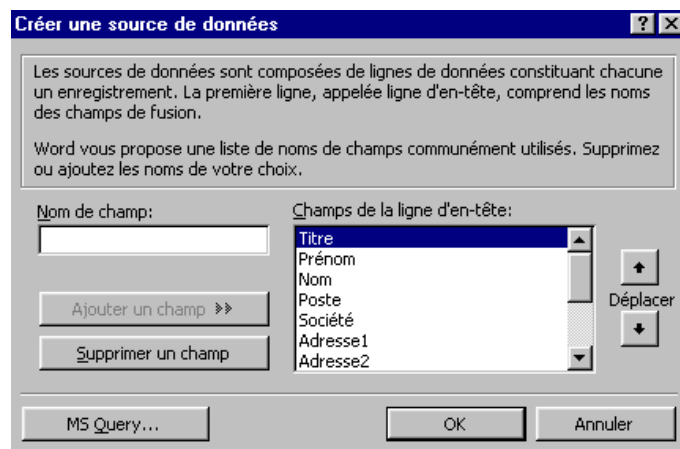 Créer une source de données
Les sources de données sont composées de lignes de données constituant chacune
un enregistrement. La première ligne, appelée ligne d'en-tête, comprend les noms
des champs de fusion.
Word vous propose une liste de noms de champs communément utilisés. Supprimez
ou ajoutez les noms de votre choix.
Nom de champ:
Champs de la ligne d'en-tête:
Titre
Prénom
Nom
Poste
Société
Adresse1
Adresse2
Ajouter un champ
Supprimer un champ
Déplacer
MS Query...
OK
Annuler